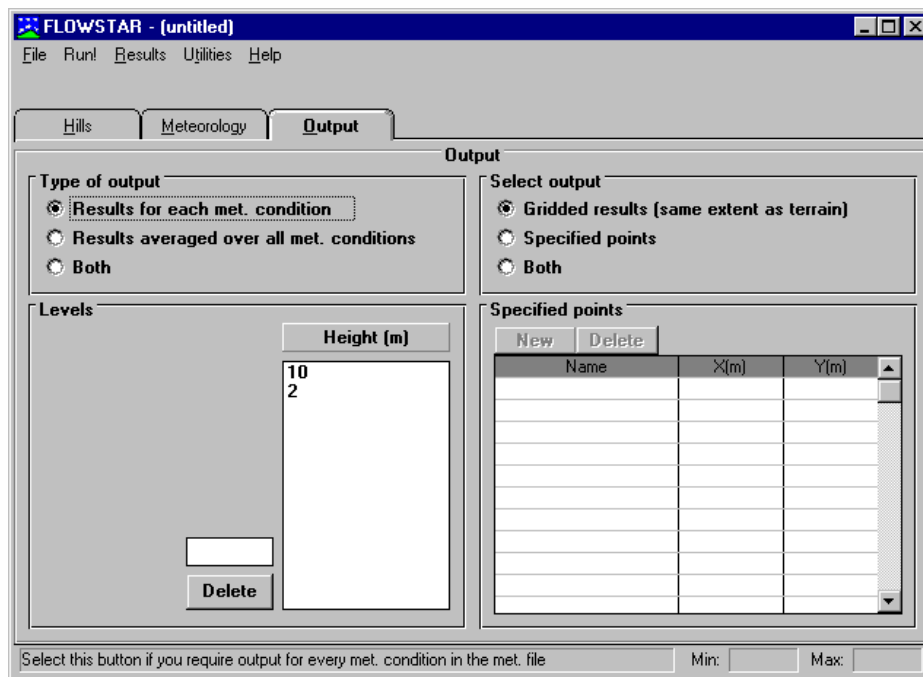 FLOWSTAR - (untitled)
File Run! Results Utilities Help
Hills Meteorology Output
Output
Type of output
Results for each met. condition
Results averaged over all met. conditions
Both
Select output
Gridded results (same extent as terrain)
Specified points
Both
Levels
Height (m)
10
2
Delete
Specified points
New Delete
Name X(m) Y(m)
Select this button if you require output for every met. condition in the met. file Min: Max: